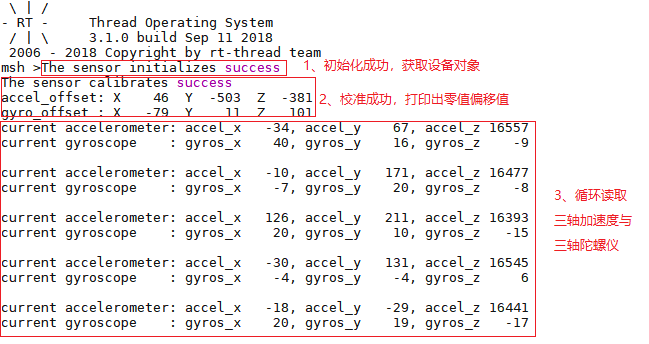 \ | /
- RT -     Thread Operating System
 / | \     3.1.0 build Sep 11 2018
 2006 - 2018 Copyright by rt-thread team
msh >The sensor initializes success
1、初始化成功，获取设备对象
The sensor calibrates success
accel_offset: X    46  Y  -503  Z  -381
gyro_offset : X   -79  Y    11  Z   101
2、校准成功，打印出零值偏移值
current accelerometer: accel_x   -34, accel_y    67, accel_z 16557
current gyroscope    : gyros_x    40, gyros_y    16, gyros_z    -9
current accelerometer: accel_x   -10, accel_y   171, accel_z 16477
current gyroscope    : gyros_x    -7, gyros_y    20, gyros_z    -8
current accelerometer: accel_x   126, accel_y   211, accel_z 16393
current gyroscope    : gyros_x    20, gyros_y    10, gyros_z   -15
current accelerometer: accel_x   -30, accel_y   131, accel_z 16545
current gyroscope    : gyros_x    -4, gyros_y    -4, gyros_z     6
current accelerometer: accel_x   -18, accel_y   -29, accel_z 16441
current gyroscope    : gyros_x    20, gyros_y    19, gyros_z   -17
3、循环读取
三轴加速度与
三轴陀螺仪